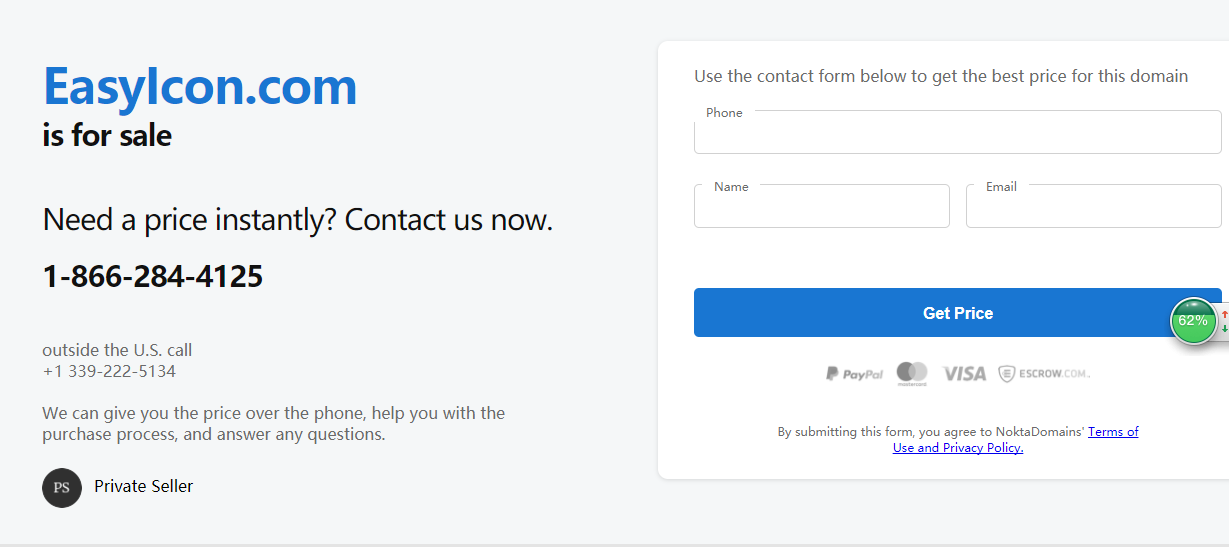 EasyIcon.com
is for sale
Need a price instantly? Contact us now.
1-866-284-4125
outside the U.S. call
+1 339-222-5134
We can give you the price over the phone, help you with the
purchase process, and answer any questions.
PS
Private Seller
Use the contact form below to get the best price for this domain
Phone
Name
Email
Get Price
62%
PayPal
mastercard
VISA
ESCROW.COM
By submitting this form, you agree to NoktaDomains' Terms of
Use and Privacy Policy.